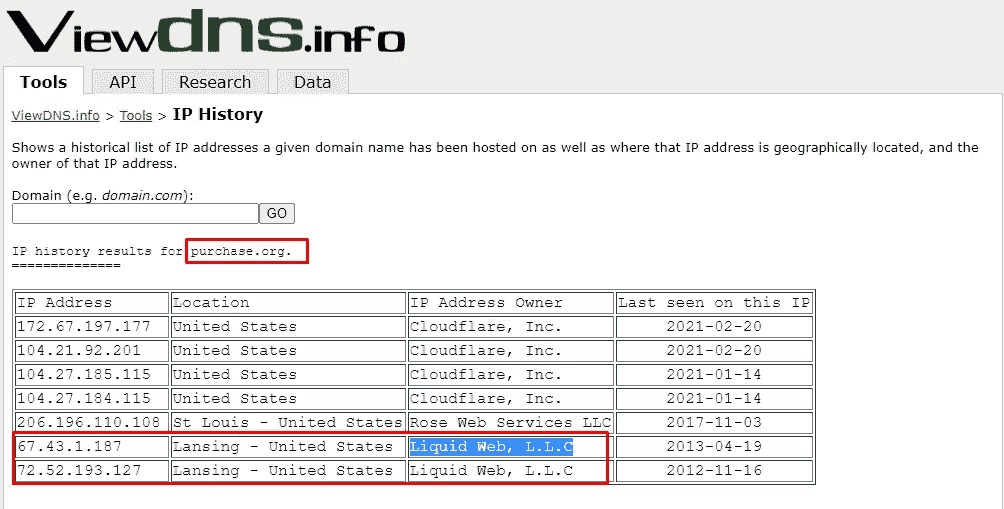 Viewdns.info
Tools API Research Data
ViewDNS.info > Tools > IP History
Shows a historical list of IP addresses a given domain name has been hosted on as well as where that IP address is geographically located, and the
owner of that IP address.
Domain (e.g. domain.com):
GO
IP history results for purchase.org.
==============
IP Address Location IP Address Owner Last seen on this IP
172.67.197.177 United States Cloudflare, Inc. 2021-02-20
104.21.92.201 United States Cloudflare, Inc. 2021-02-20
104.27.185.115 United States Cloudflare, Inc. 2021-01-14
104.27.184.115 United States Cloudflare, Inc. 2021-01-14
206.196.110.108 St Louis - United States Rose Web Services LLC 2017-11-03
67.43.1.187 Lansing - United States Liquid Web, L.L.C 2013-04-19
72.52.193.127 Lansing - United States Liquid Web, L.L.C 2012-11-16